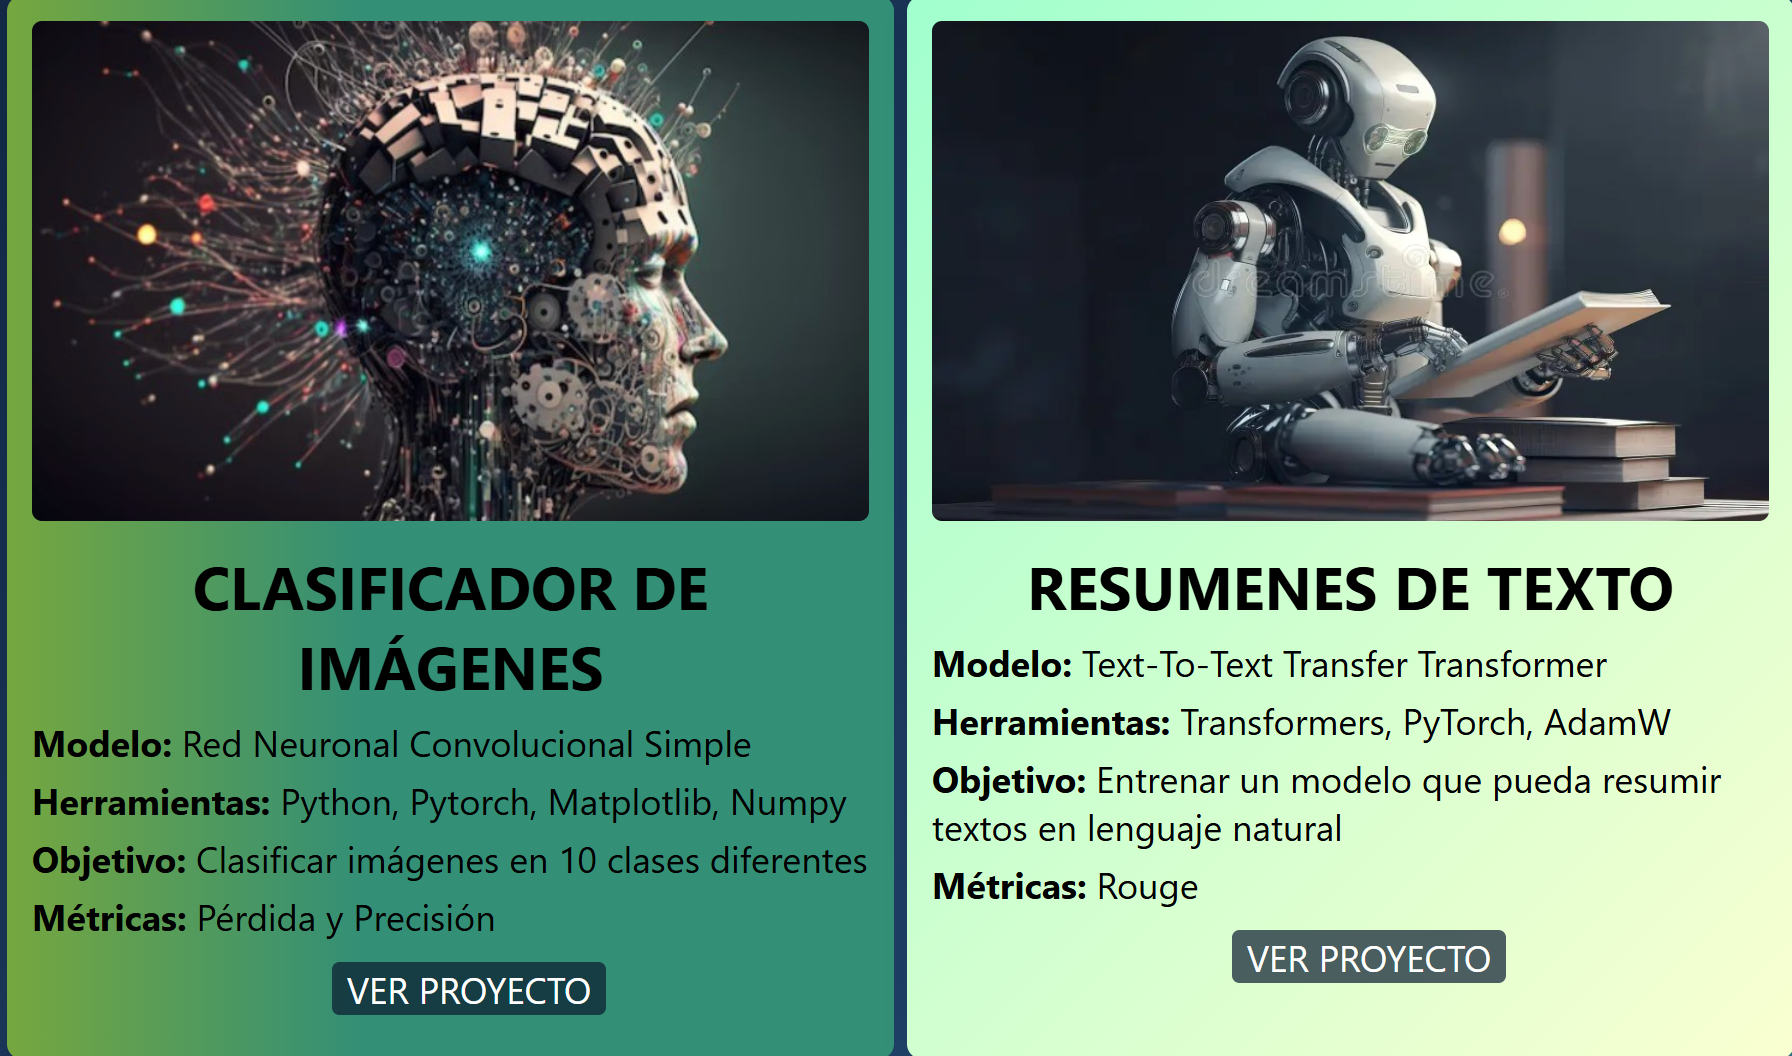 CLASIFICADOR DE
IMÁGENES
Modelo: Red Neuronal Convolucional Simple
Herramientas: Python, Pytorch, Matplotlib, Numpy
Objetivo: Clasificar imágenes en 10 clases diferentes
Métricas: Pérdida y Precisión
VER PROYECTO
dreamstime.
RESUMENES DE TEXTO
Modelo: Text-To-Text Transfer Transformer
Herramientas: Transformers, PyTorch, AdamW
Objetivo: Entrenar un modelo que pueda resumir
textos en lenguaje natural
Métricas: Rouge
VER PROYECTO